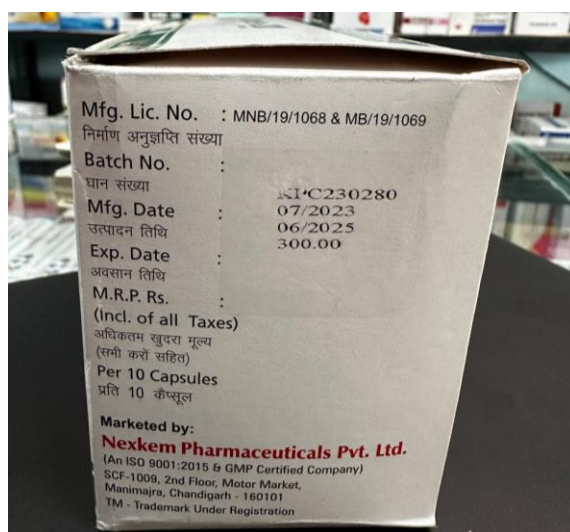 Mfg. Lic. No. : MNB/19/1068 & MB/19/1069
निर्माण अनुज्ञप्ति संख्या
Batch No. :
घान संख्या
KPC230280
Mfg. Date :
07/2023
उत्पादन तिथि
06/2025
Exp. Date :
300.00
अवसान तिथि
M.R.P. Rs. :
(Incl. of all Taxes)
अधिकतम खुदरा मूल्य
(सभी करों सहित)
Per 10 Capsules
प्रति 10 कैप्सूल
Marketed by:
Nexkem Pharmaceuticals Pvt. Ltd.
(An ISO 9001:2015 & GMP Certified Company)
SCF-1009, 2nd Floor, Motor Market,
Manimajra, Chandigarh - 160101
TM - Trademark Under Registration